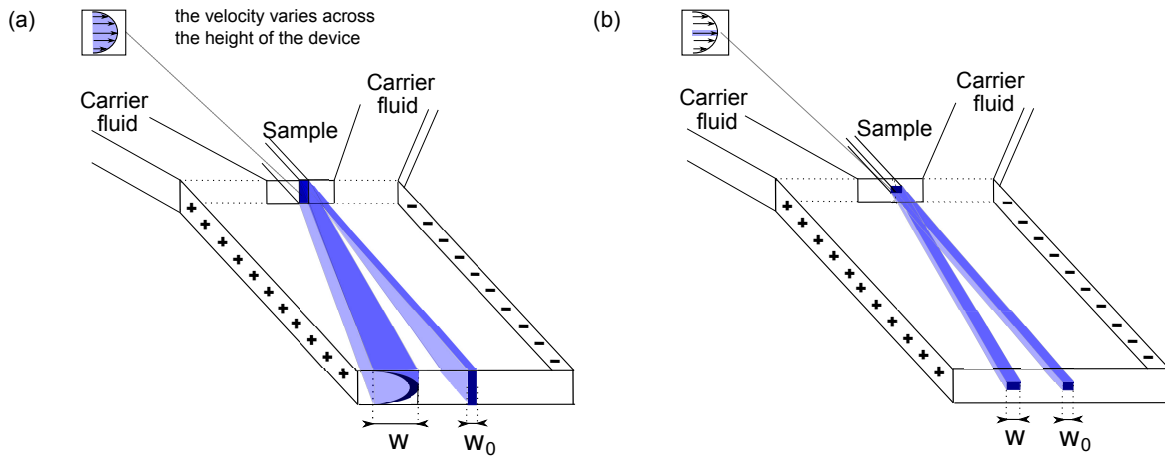 (a)
the velocity varies across
the height of the device
Carrier
fluid
Sample
Carrier
fluid
+ + + + + + + + + + +
- - - - - - - - - - -
w
w0
(b)
Carrier
fluid
Sample
Carrier
fluid
+ + + + + + + + + + +
- - - - - - - - - - -
w
w0